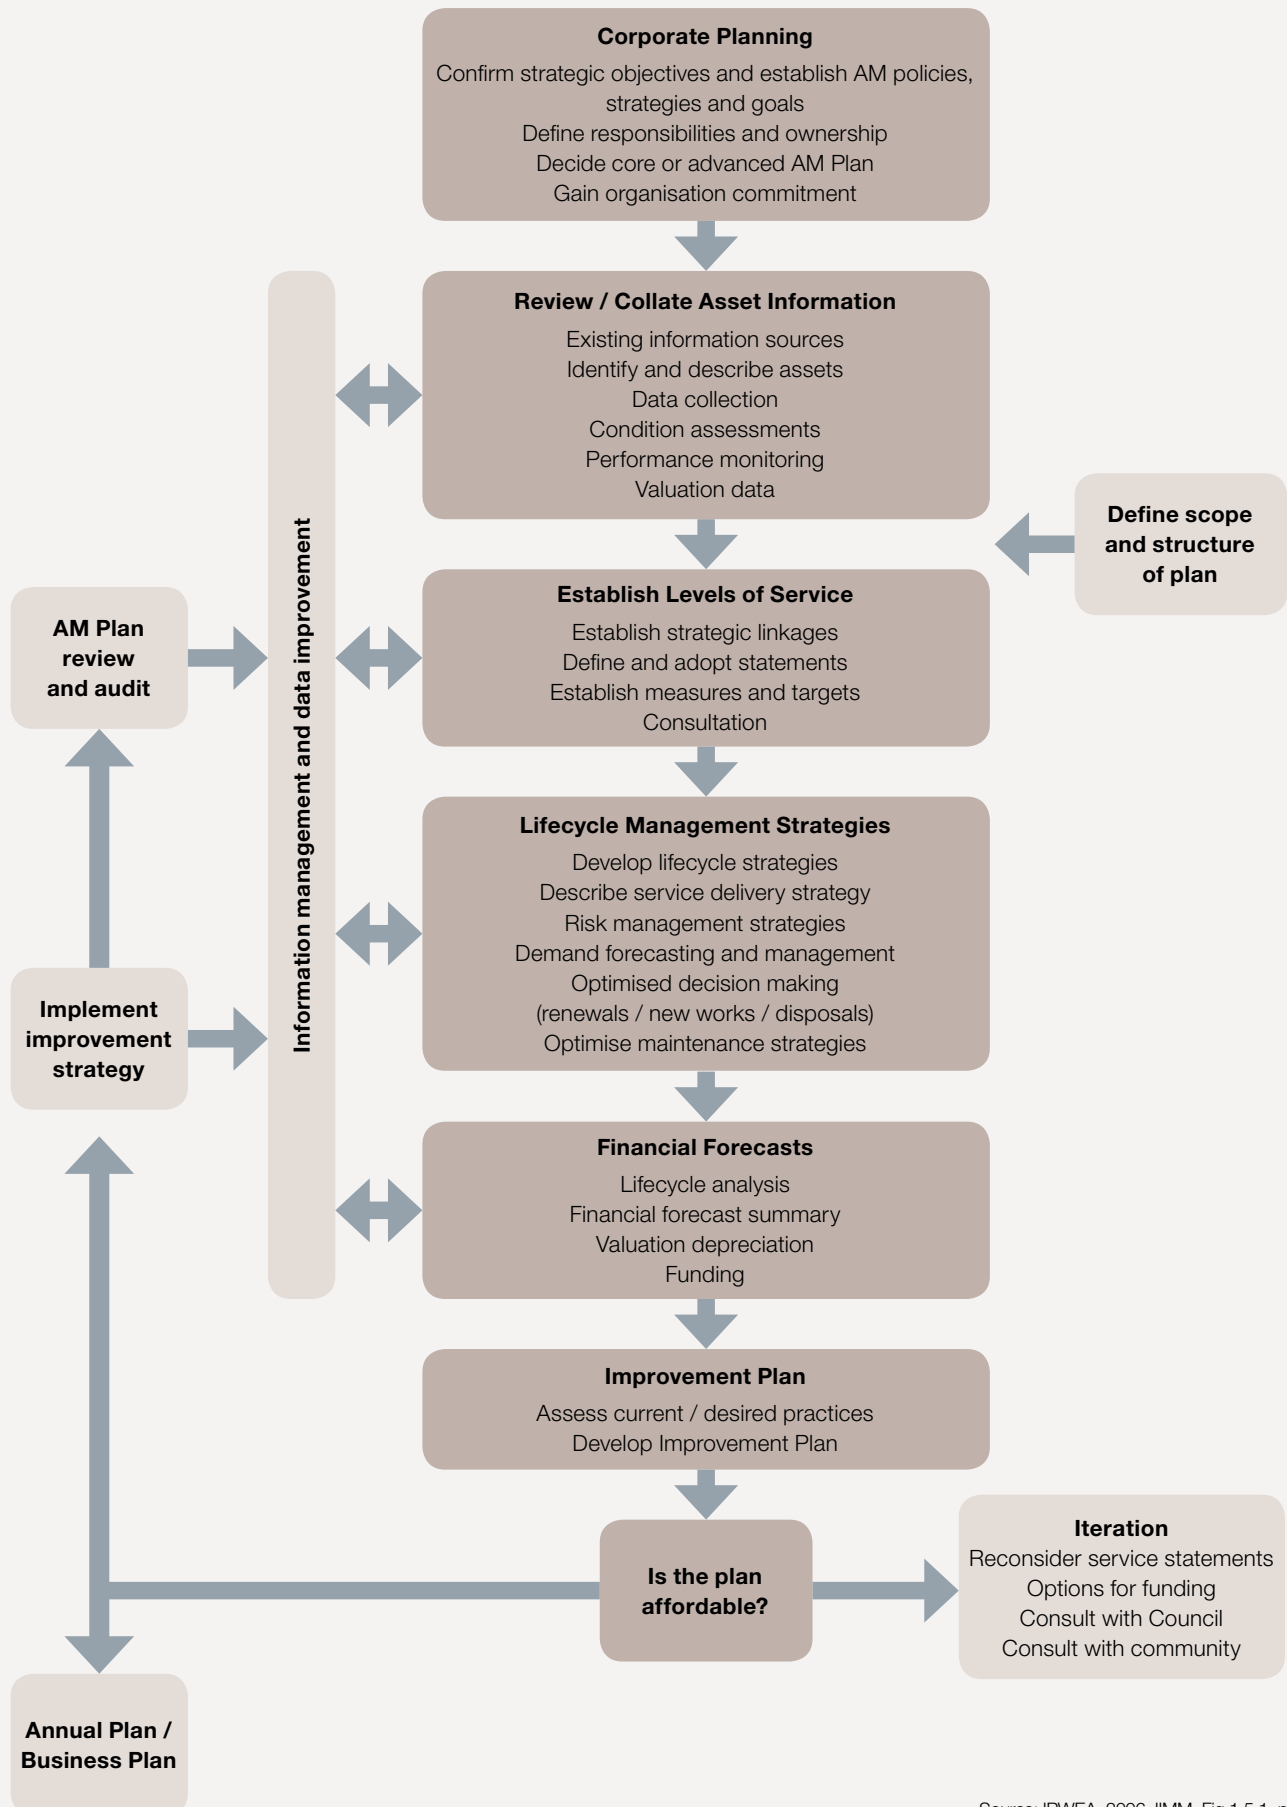 Corporate Planning
Confirm strategic objectives and establish AM policies,
strategies and goals
Define responsibilities and ownership
Decide core or advanced AM Plan
Gain organisation commitment
Review / Collate Asset Information
Existing information sources
Identify and describe assets
Data collection
Condition assessments
Performance monitoring
Valuation data
Define scope
and structure
of plan
Information management and data improvement
Establish Levels of Service
Establish strategic linkages
Define and adopt statements
Establish measures and targets
Consultation
AM Plan
review
and audit
Lifecycle Management Strategies
Develop lifecycle strategies
Describe service delivery strategy
Risk management strategies
Demand forecasting and management
Optimised decision making
(renewals / new works / disposals)
Optimise maintenance strategies
Implement
improvement
strategy
Financial Forecasts
Lifecycle analysis
Financial forecast summary
Valuation depreciation
Funding
Improvement Plan
Assess current / desired practices
Develop Improvement Plan
Is the plan
affordable?
Iteration
Reconsider service statements
Options for funding
Consult with Council
Consult with community
Annual Plan /
Business Plan